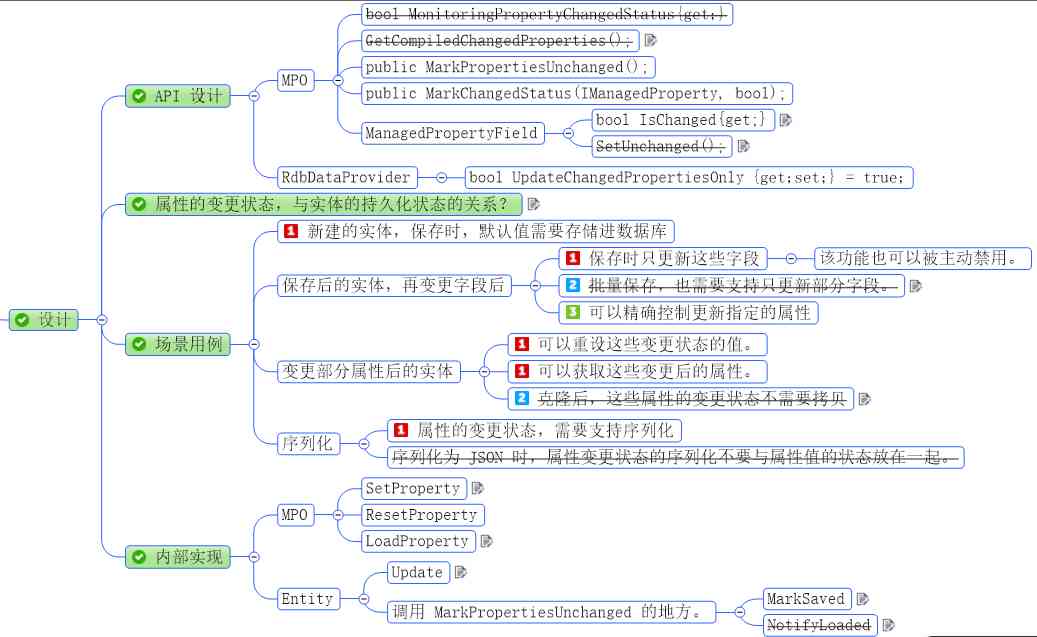 设计
API 设计
MPO
bool MonitoringPropertyChangedStatus{get;}
GetCompiledChangedProperties();
public MarkPropertiesUnchanged();
public MarkChangedStatus(IManagedProperty, bool);
ManagedPropertyField
bool IsChanged{get;}
SetUnchanged();
RdbDataProvider
bool UpdateChangedPropertiesOnly {get;set;} = true;
属性的变更状态，与实体的持久化状态的关系？
场景用例
1 新建的实体，保存时，默认值需要存储进数据库
保存后的实体，再变更字段后
1 保存时只更新这些字段
该功能也可以被主动禁用。
2 批量保存，也需要支持只更新部分字段。
3 可以精确控制更新指定的属性
变更部分属性后的实体
1 可以重设这些变更状态的值。
1 可以获取这些变更后的属性。
2 克隆后，这些属性的变更状态不需要拷贝
序列化
1 属性的变更状态，需要支持序列化
序列化为 JSON 时，属性变更状态的序列化不要与属性值的状态放在一起。
内部实现
MPO
SetProperty
ResetProperty
LoadProperty
Entity
Update
调用 MarkPropertiesUnchanged 的地方。
MarkSaved
NotifyLoaded